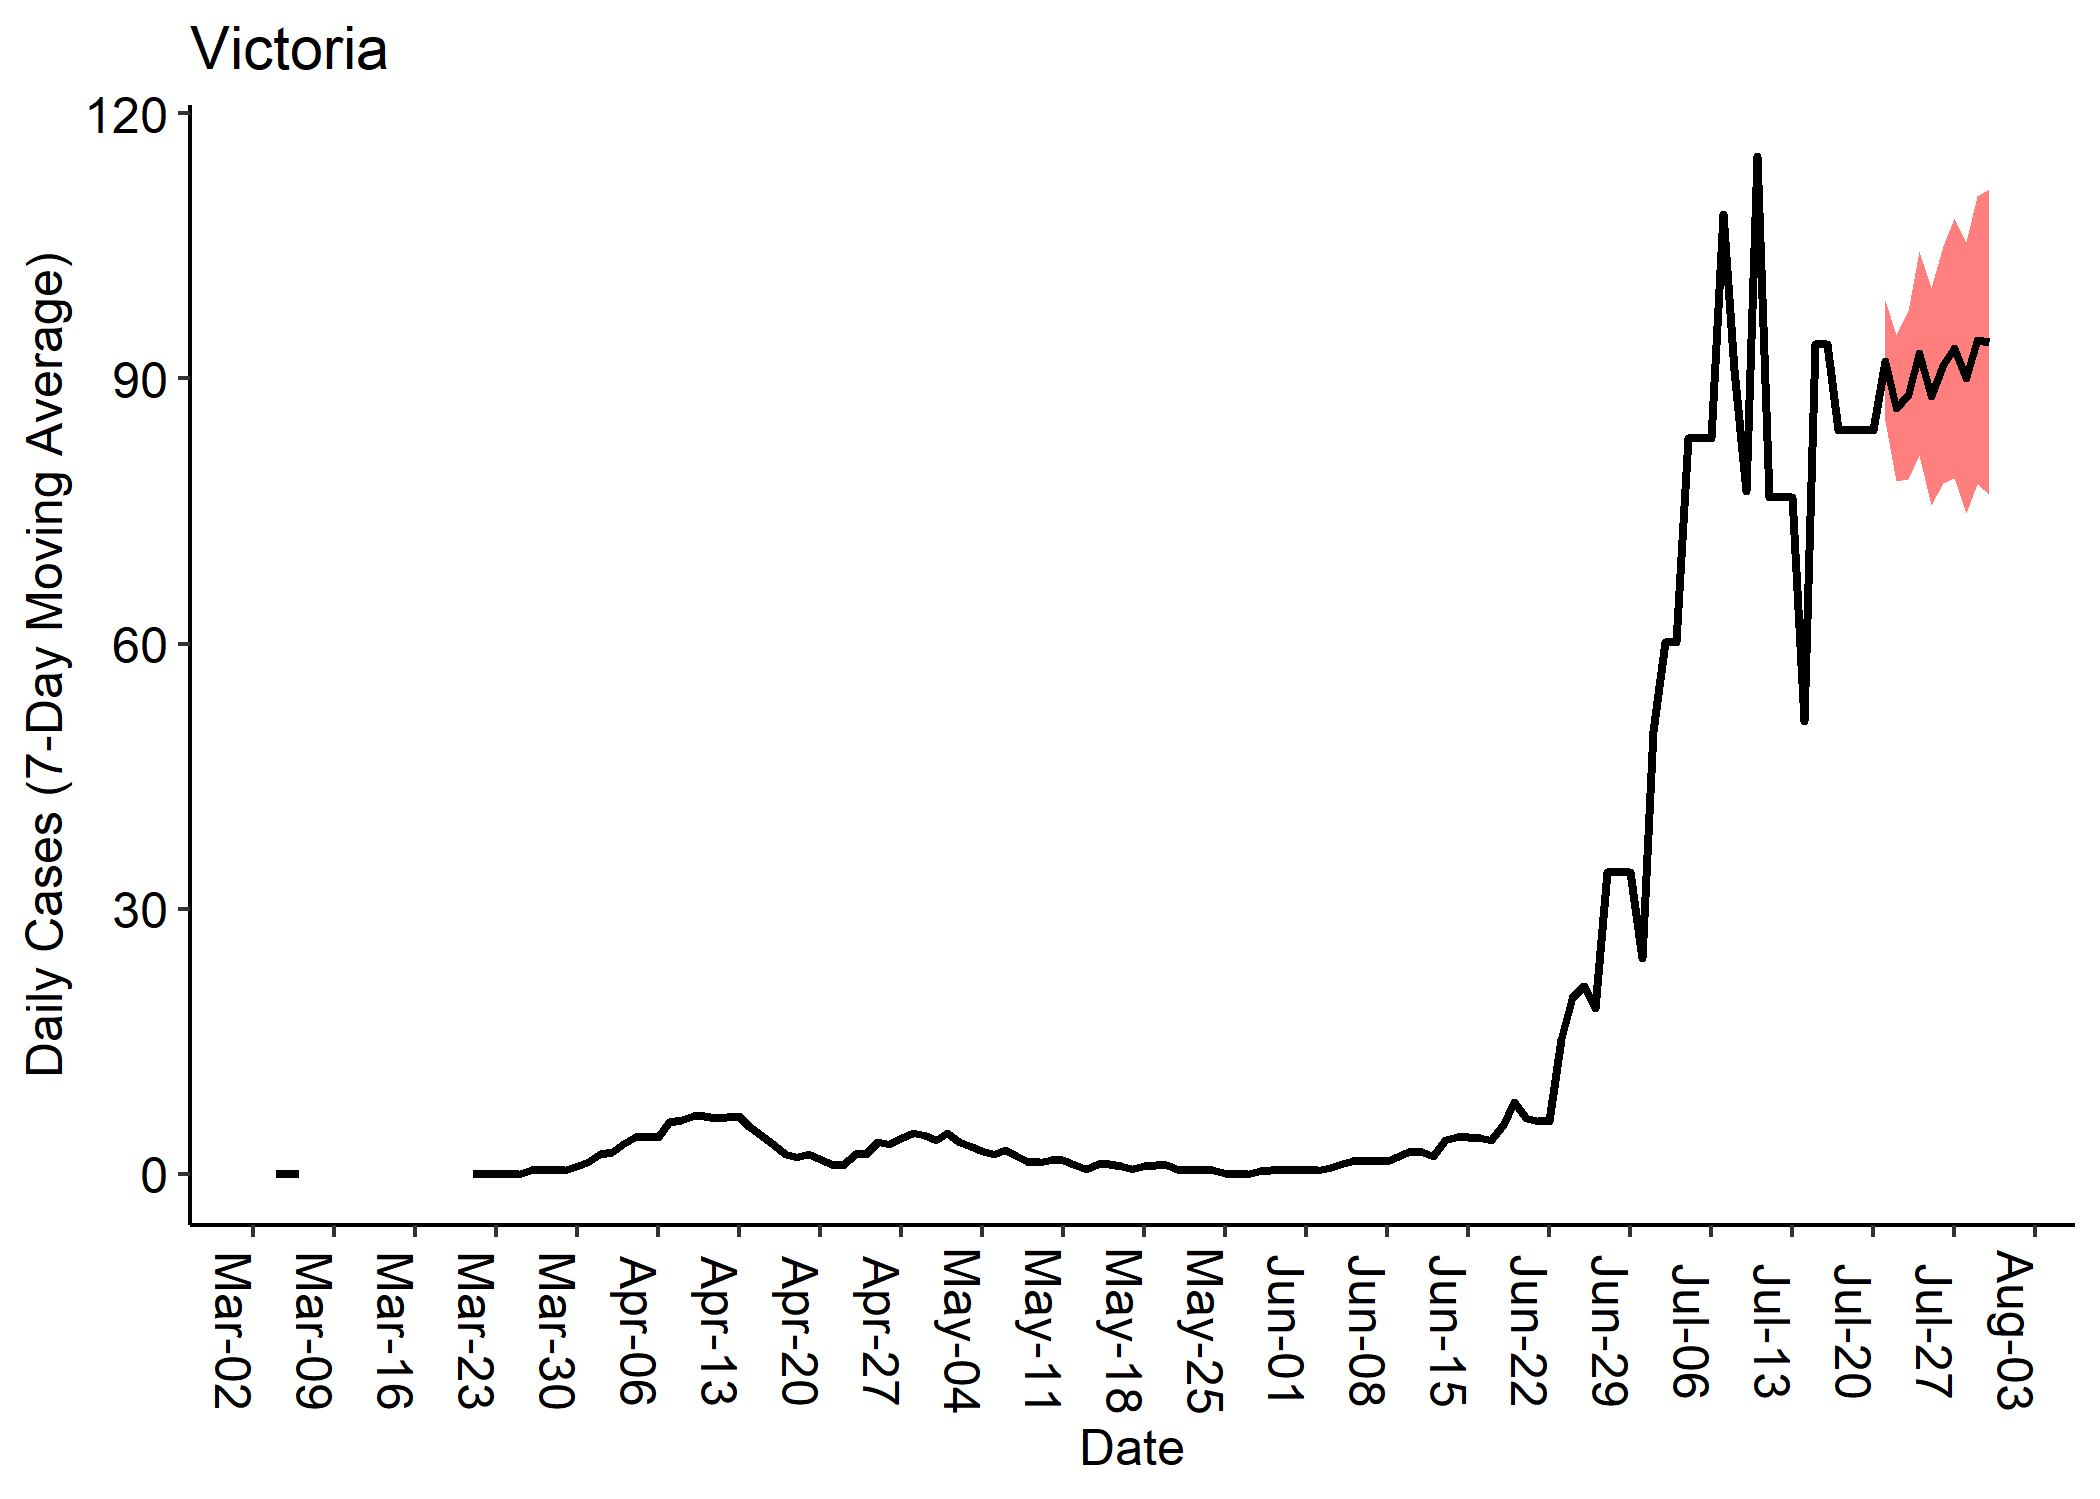 Victoria
120
90
60
30
0
Daily Cases (7-Day Moving Average)
Mar-02
Mar-09
Mar-16
Mar-23
Mar-30
Apr-06
Apr-13
Apr-20
Apr-27
May-04
May-11
May-18
May-25
Jun-01
Jun-08
Jun-15
Jun-22
Jun-29
Jul-06
Jul-13
Jul-20
Jul-27
Aug-03
Date